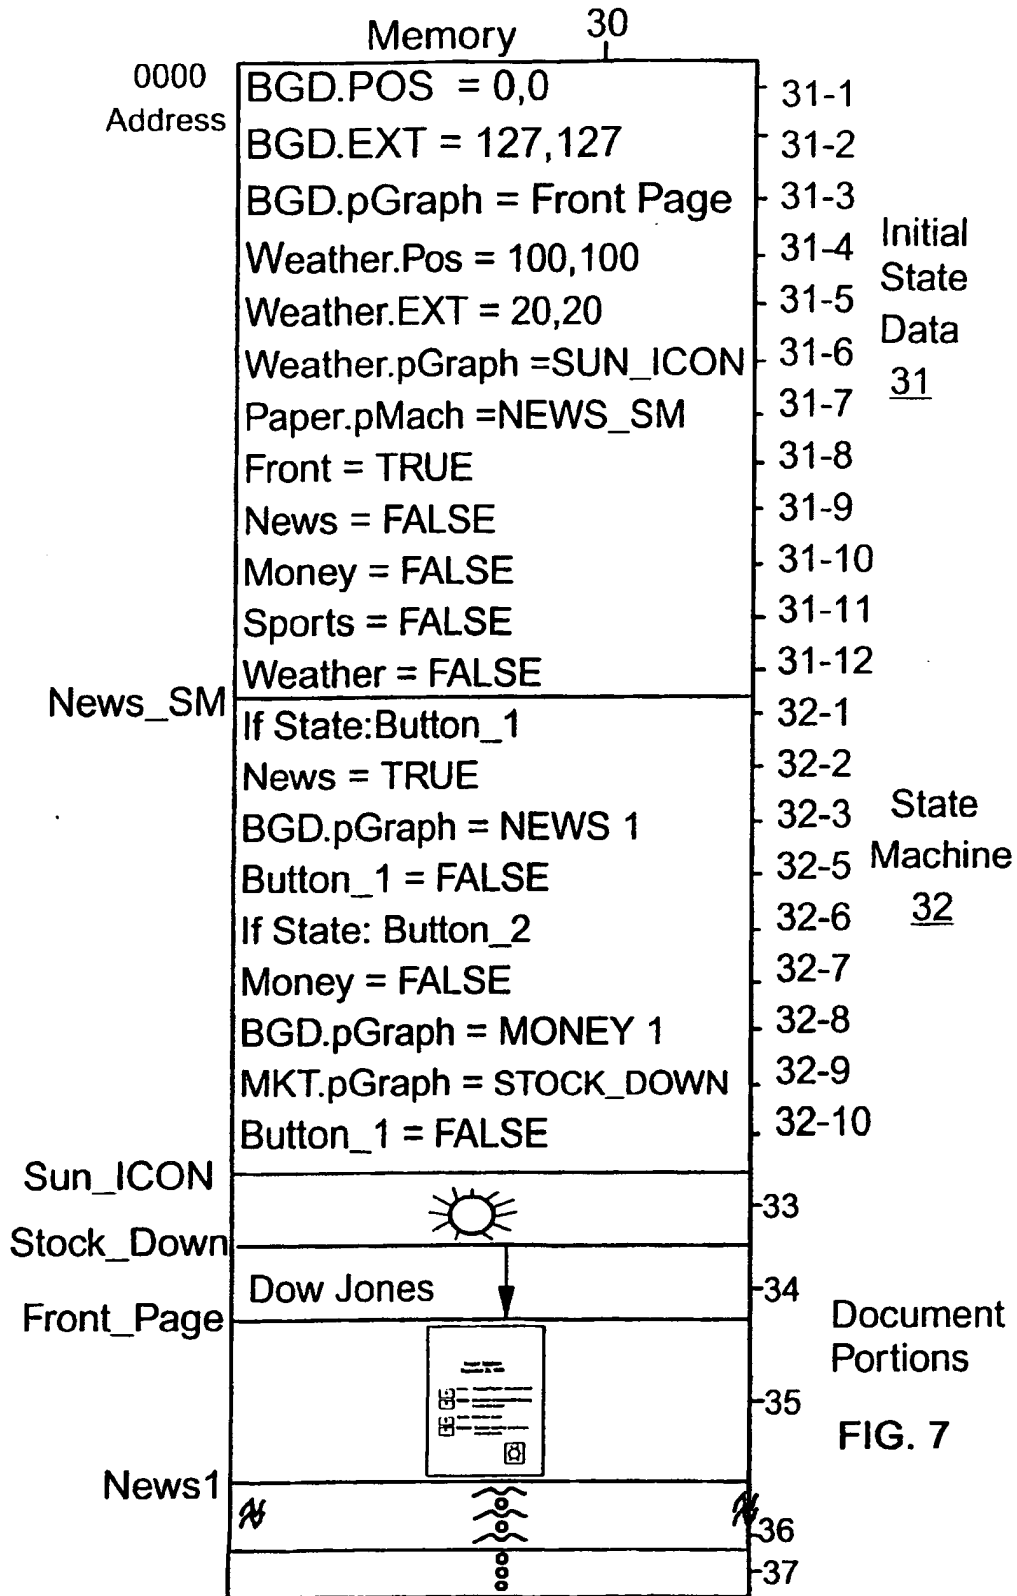 Memory 30
0000
Address
BGD.POS = 0,0 31-1
BGD.EXT = 127,127 31-2
BGD.pGraph = Front Page 31-3
Weather.Pos = 100,100 31-4
Weather.EXT = 20,20 31-5
Weather.pGraph =SUN_ICON 31-6
Paper.pMach =NEWS_SM 31-7
Front = TRUE 31-8
News = FALSE 31-9
Money = FALSE 31-10
Sports = FALSE 31-11
Weather = FALSE 31-12
Initial
State
Data
31
News_SM
If State:Button_1 32-1
News = TRUE 32-2
BGD.pGraph = NEWS 1 32-3
Button_1 = FALSE 32-5
If State: Button_2 32-6
Money = FALSE 32-7
BGD.pGraph = MONEY 1 32-8
MKT.pGraph = STOCK_DOWN 32-9
Button_1 = FALSE 32-10
State
Machine
32
Sun_ICON
33
Stock_Down
Dow Jones 34
Front_Page
35
Document
Portions
FIG. 7
News1
36
37